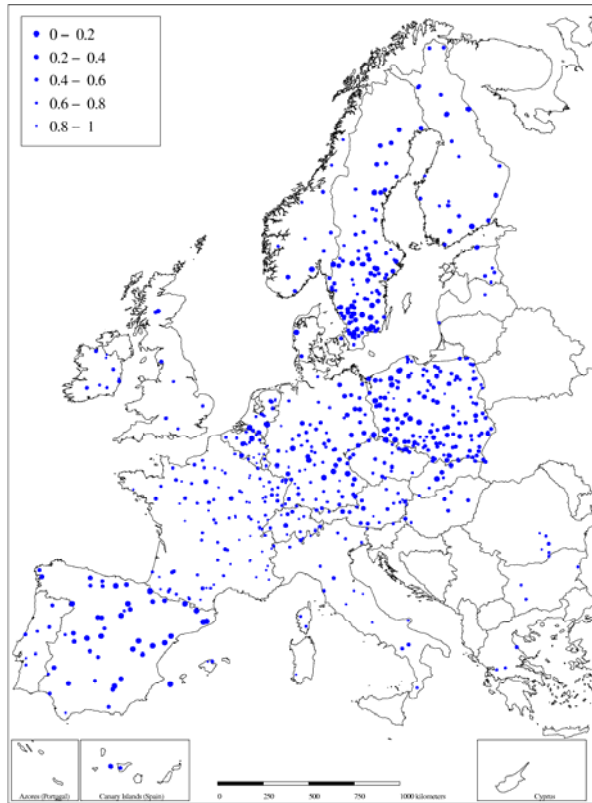 0 – 0.2
0.2 – 0.4
0.4 – 0.6
0.6 – 0.8
0.8 – 1
Azores (Portugal)
Canary Islands (Spain)
0 250 500 750 1000 kilometers
Cyprus